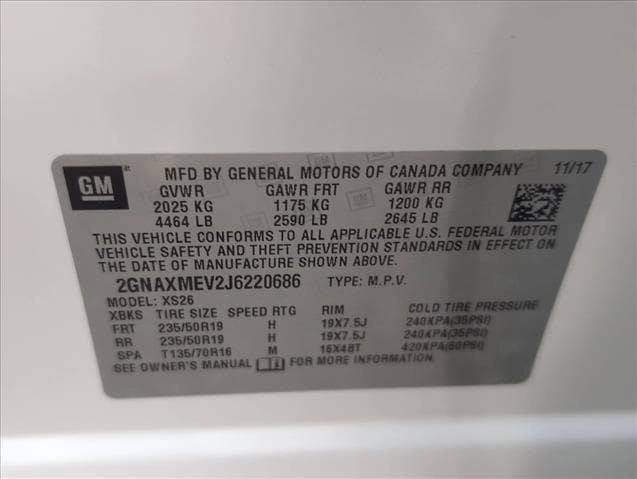 GM
MFD BY GENERAL MOTORS OF CANADA COMPANY 11/17
GVWR GAWR FRT GAWR RR
2025 KG 1175 KG 1200 KG
4464 LB 2590 LB 2645 LB
THIS VEHICLE CONFORMS TO ALL APPLICABLE U.S. FEDERAL MOTOR
VEHICLE SAFETY AND THEFT PREVENTION STANDARDS IN EFFECT ON
THE DATE OF MANUFACTURE SHOWN ABOVE.
2GNAXMEV2J6220686 TYPE: M.P.V.
MODEL: XS26
XBKS TIRE SIZE SPEED RTG RIM COLD TIRE PRESSURE
FRT 235/50R19 H 19X7.5J 240KPA(35PSI)
RR 235/50R19 H 19X7.5J 240KPA(35PSI)
SPA T135/70R16 M 16X4BT 420KPA(60PSI)
SEE OWNER'S MANUAL FOR MORE INFORMATION.